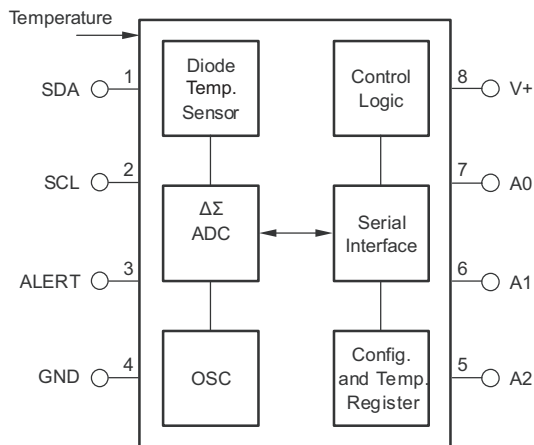 Temperature
SDA
1
Diode
Temp.
Sensor
Control
Logic
8
V+
SCL
2
ΔΣ
ADC
Serial
Interface
7
A0
ALERT
3
6
A1
GND
4
OSC
Config.
and Temp.
Register
5
A2